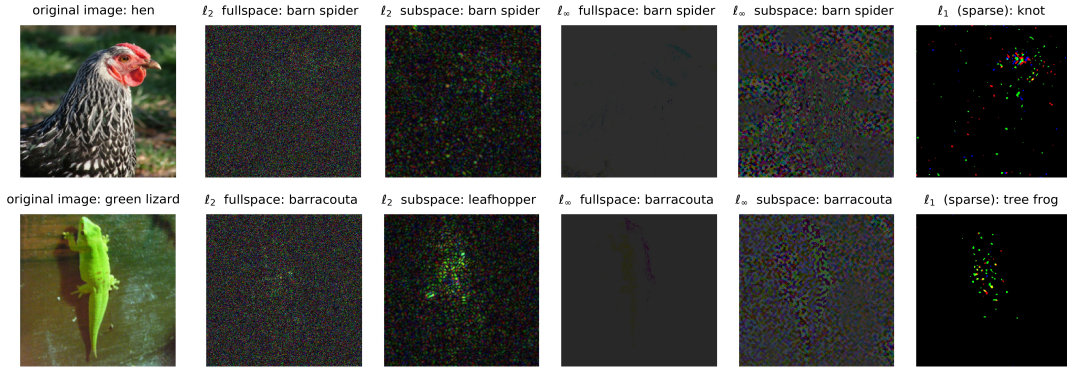 original image: hen
ℓ₂ fullspace: barn spider
ℓ₂ subspace: barn spider
ℓ∞ fullspace: barn spider
ℓ∞ subspace: barn spider
ℓ₁ (sparse): knot
original image: green lizard
ℓ₂ fullspace: barracouta
ℓ₂ subspace: leafhopper
ℓ∞ fullspace: barracouta
ℓ∞ subspace: barracouta
ℓ₁ (sparse): tree frog